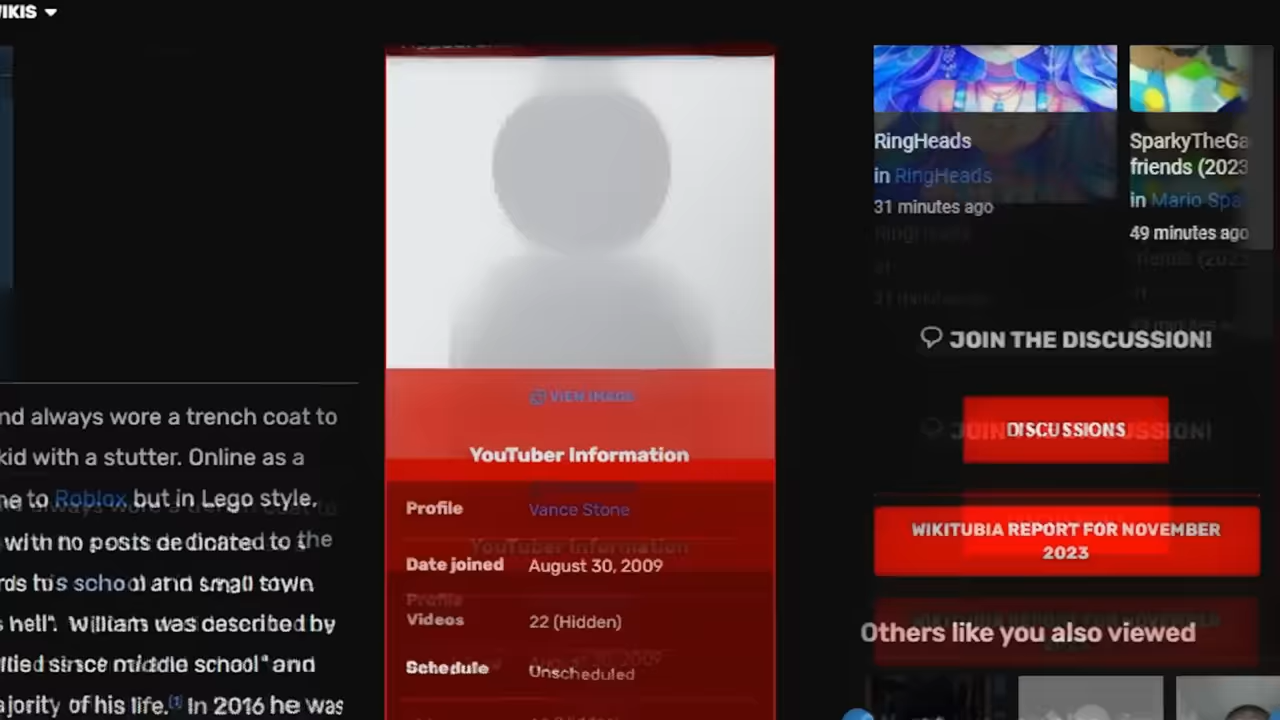 WIKIS
nd always wore a trench coat to
kid with a stutter. Online as a
ne to Roblox but in Lego style,
with no posts dedicated to the
rds his school and small town
hell". William was described by
llied since middle school" and
ajority of his life.[1] In 2016 he was
VIEW IMAGE
YouTuber Information
Profile Vance Stone
Date joined August 30, 2009
Videos 22 (Hidden)
Schedule Unscheduled
RingHeads
in RingHeads
31 minutes ago
SparkyTheGa
friends (2023
in Mario Spa
49 minutes ago
JOIN THE DISCUSSION!
DISCUSSIONS
WIKITUBIA REPORT FOR NOVEMBER
2023
Others like you also viewed